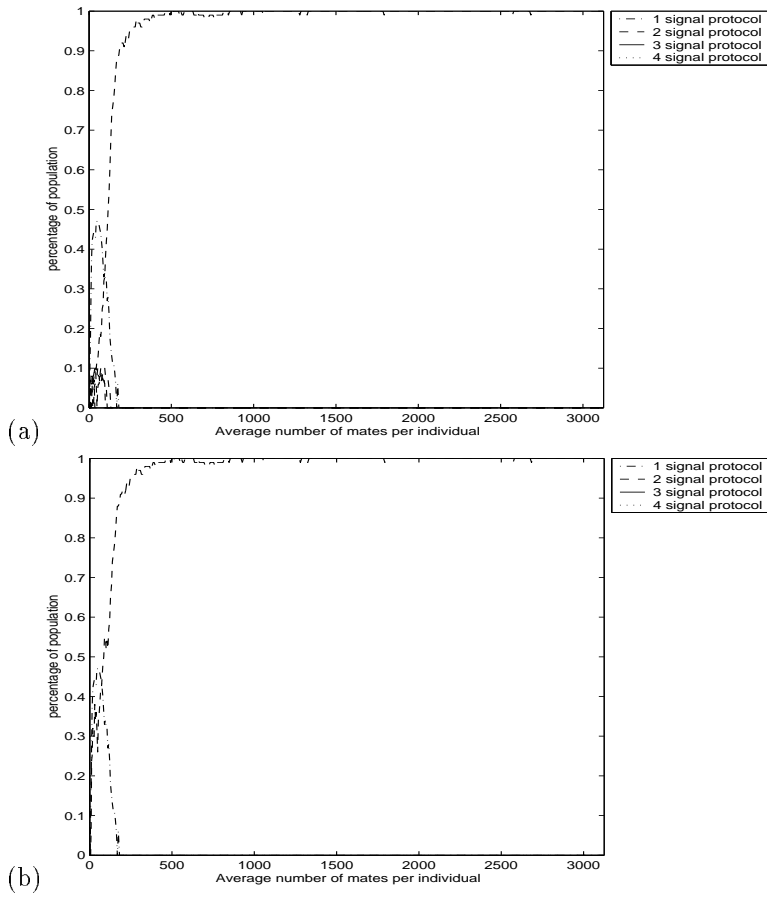 1
0.9
0.8
0.7
0.6
0.5
0.4
0.3
0.2
0.1
0
percentage of population
0 500 1000 1500 2000 2500 3000
Average number of mates per individual
1 signal protocol
2 signal protocol
3 signal protocol
4 signal protocol
(a)
1
0.9
0.8
0.7
0.6
0.5
0.4
0.3
0.2
0.1
0
percentage of population
0 500 1000 1500 2000 2500 3000
Average number of mates per individual
1 signal protocol
2 signal protocol
3 signal protocol
4 signal protocol
(b)